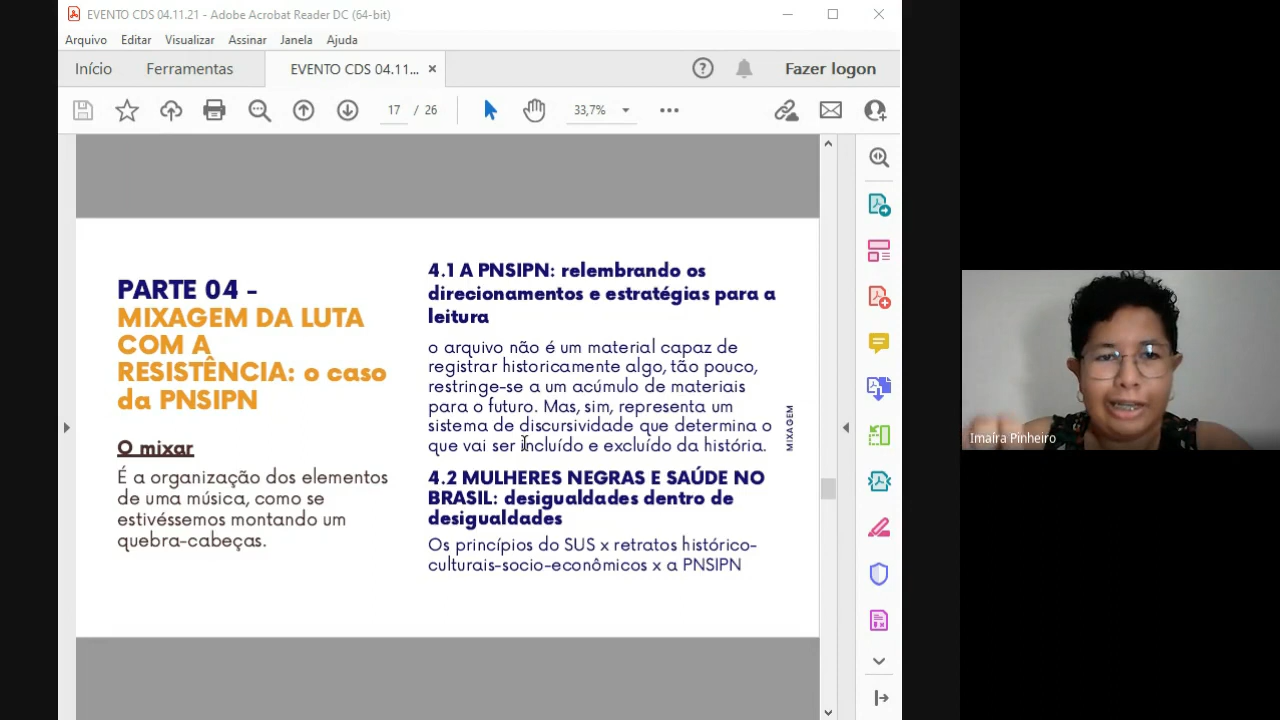 EVENTO CDS 04.11.21 - Adobe Acrobat Reader DC (64-bit)
Arquivo Editar Visualizar Assinar Janela Ajuda
Início Ferramentas EVENTO CDS 04.11... × Fazer logon
17 / 26 33,7%
PARTE 04 -
MIXAGEM DA LUTA
COM A
RESISTÊNCIA: o caso
da PNSIPN
O mixar
É a organização dos elementos
de uma música, como se
estivéssemos montando um
quebra-cabeças.
4.1 A PNSIPN: relembrando os
direcionamentos e estratégias para a
leitura
o arquivo não é um material capaz de
registrar historicamente algo, tão pouco,
restringe-se a um acúmulo de materiais
para o futuro. Mas, sim, representa um
sistema de discursividade que determina o
que vai ser incluído e excluído da história.
4.2 MULHERES NEGRAS E SAÚDE NO
BRASIL: desigualdades dentro de
desigualdades
Os princípios do SUS x retratos histórico-
culturais-socio-econômicos x a PNSIPN
MIXAGEM
Imaíra Pinheiro